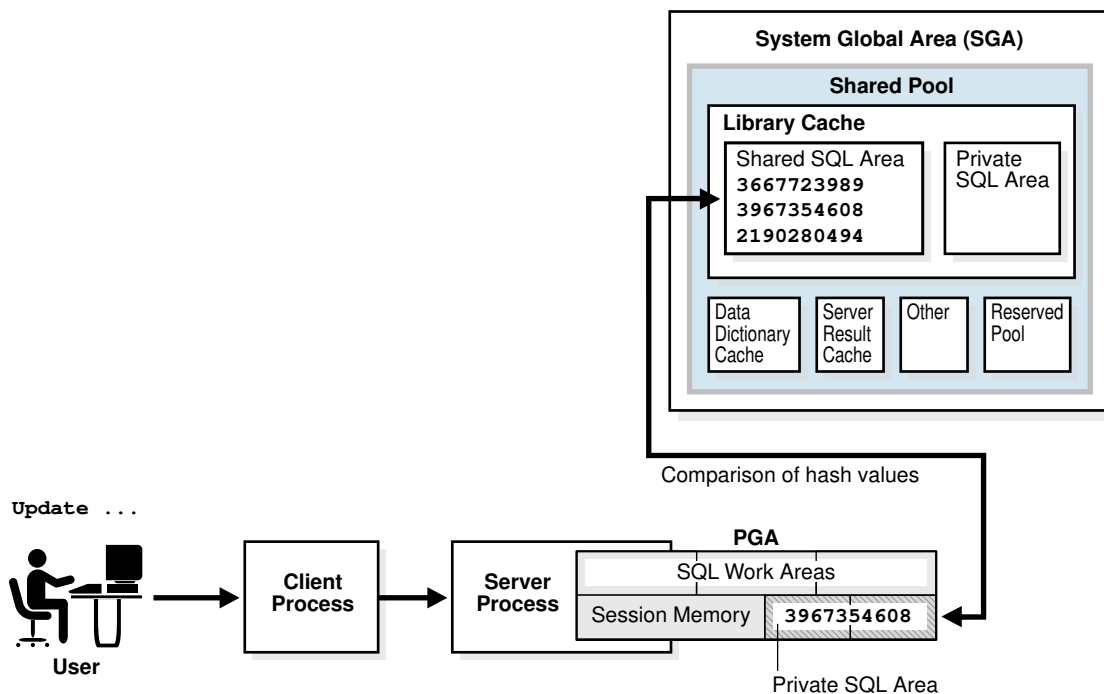 System Global Area (SGA)
Shared Pool
Library Cache
Shared SQL Area
3667723989
3967354608
2190280494
Private
SQL Area
Data
Dictionary
Cache
Server
Result
Cache
Other
Reserved
Pool
Comparison of hash values
Update ...
User
Client
Process
Server
Process
PGA
SQL Work Areas
Session Memory
3967354608
Private SQL Area